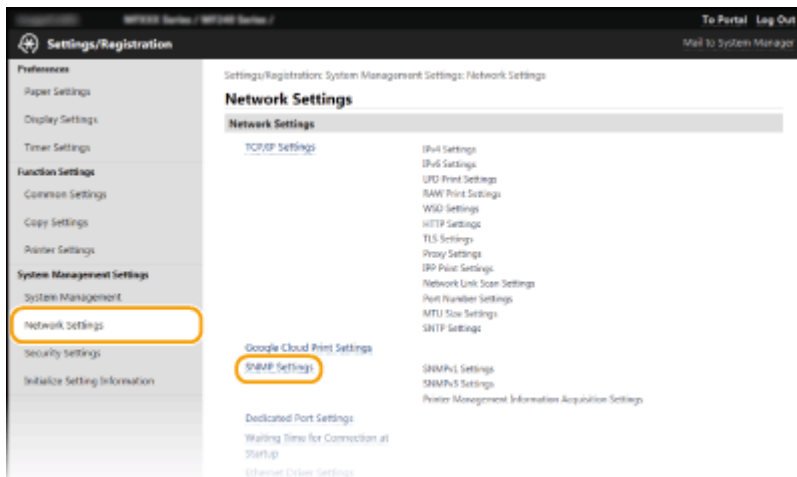 MFXXX Series / MF240 Series /
To Portal Log Out
Settings/Registration
Mail to System Manager
Preferences
Paper Settings
Display Settings
Timer Settings
Function Settings
Common Settings
Copy Settings
Printer Settings
System Management Settings
System Management
Network Settings
Security Settings
Initialize Setting Information
Settings/Registration: System Management Settings: Network Settings
Network Settings
Network Settings
TCP/IP Settings
IPv4 Settings
IPv6 Settings
LPD Print Settings
RAW Print Settings
WSD Settings
HTTP Settings
TLS Settings
Proxy Settings
IPP Print Settings
Network Link Scan Settings
Port Number Settings
MTU Size Settings
SNTP Settings
Google Cloud Print Settings
SNMP Settings
SNMPv1 Settings
SNMPv3 Settings
Printer Management Information Acquisition Settings
Dedicated Port Settings
Waiting Time for Connection at
Startup
Ethernet Driver Settings